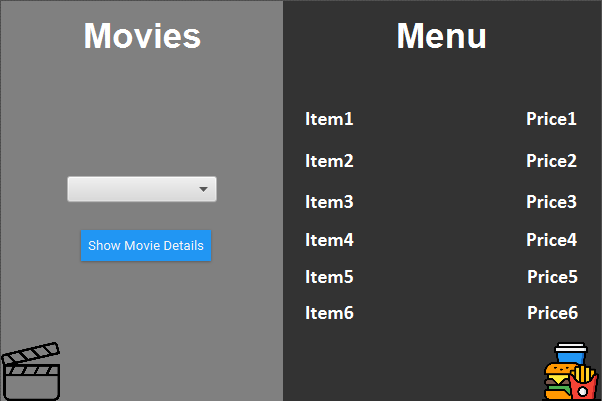 Movies
Show Movie Details
Menu
Item1 Price1
Item2 Price2
Item3 Price3
Item4 Price4
Item5 Price5
Item6 Price6